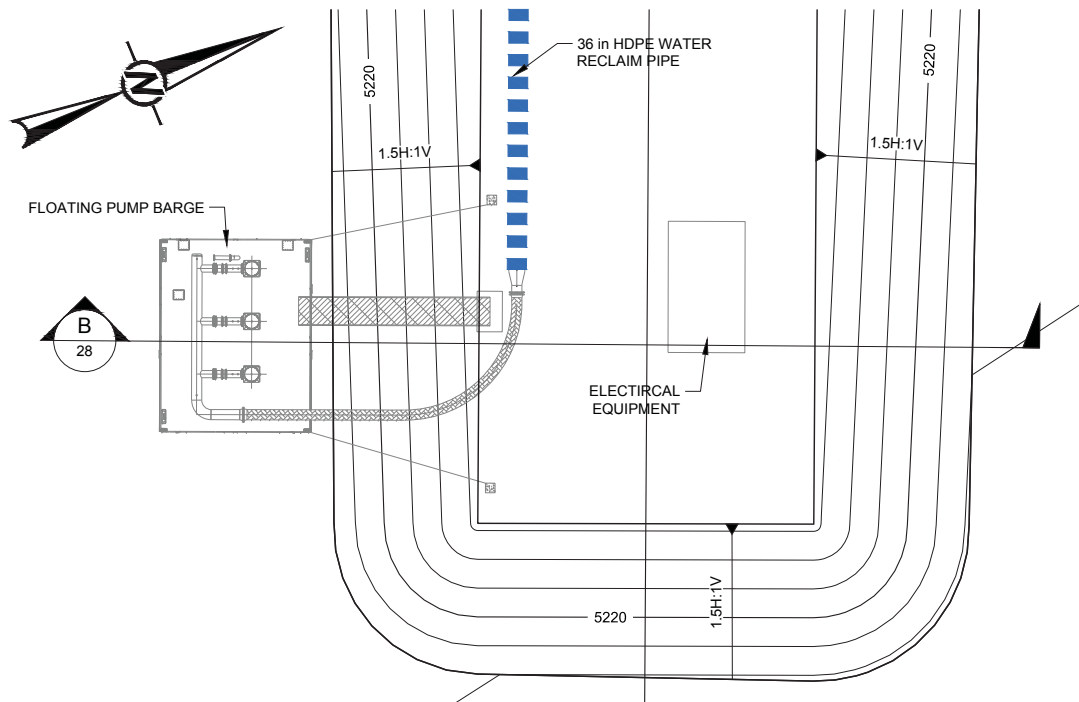 36 in HDPE WATER
RECLAIM PIPE
5220
5220
N
1.5H:1V
1.5H:1V
FLOATING PUMP BARGE
B
28
ELECTIRCAL
EQUIPMENT
1.5H:1V
5220